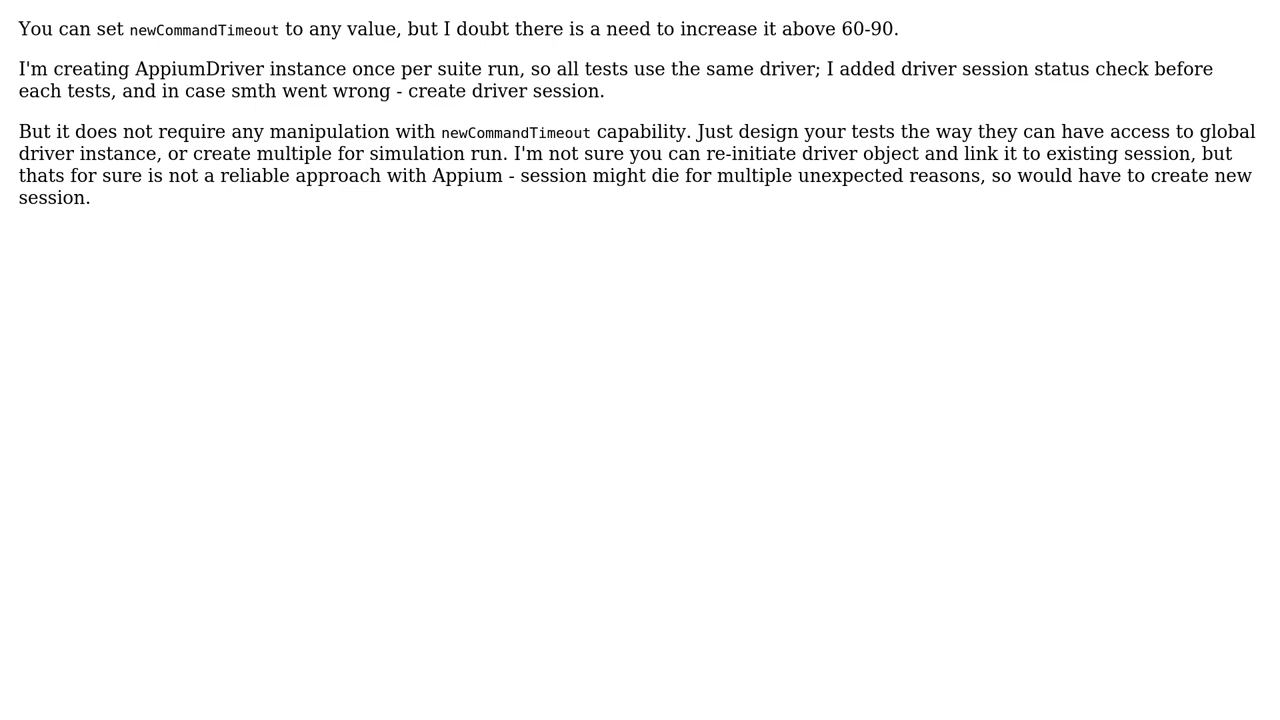 You can set newCommandTimeout to any value, but I doubt there is a need to increase it above 60-90.
I'm creating AppiumDriver instance once per suite run, so all tests use the same driver; I added driver session status check before
each tests, and in case smth went wrong - create driver session.
But it does not require any manipulation with newCommandTimeout capability. Just design your tests the way they can have access to global
driver instance, or create multiple for simulation run. I'm not sure you can re-initiate driver object and link it to existing session, but
thats for sure is not a reliable approach with Appium - session might die for multiple unexpected reasons, so would have to create new
session.